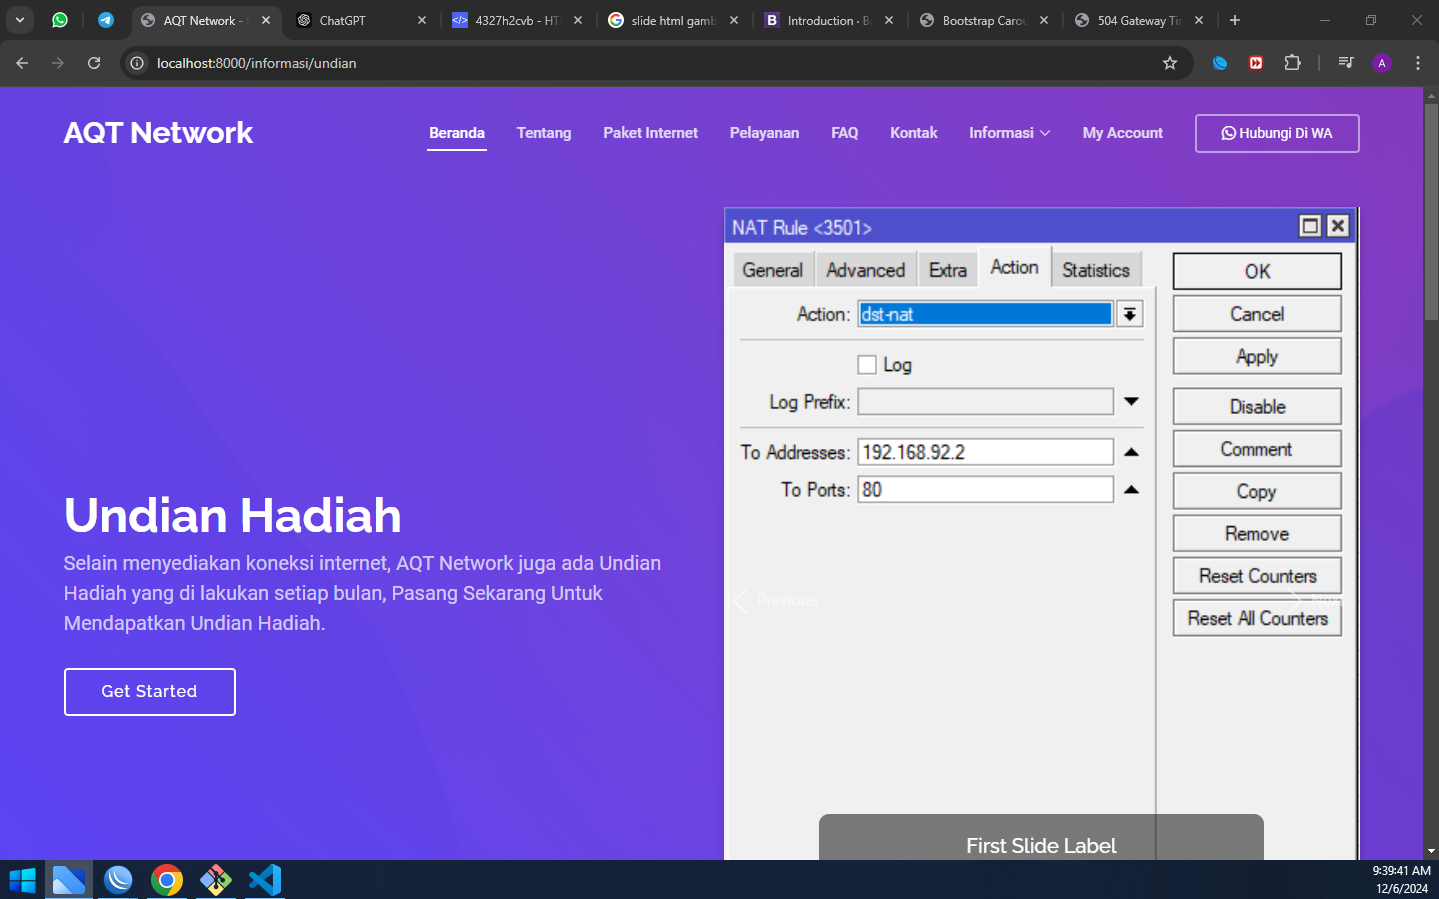 AQT Network - S
ChatGPT
4327h2cvb - HT
slide html gamb
Introduction · Bo
Bootstrap Carou
504 Gateway Tim
localhost:8000/informasi/undian
A
AQT Network
Beranda
Tentang
Paket Internet
Pelayanan
FAQ
Kontak
Informasi
My Account
Hubungi Di WA
NAT Rule <3501>
General
Advanced
Extra
Action
Statistics
OK
Action:
dst-nat
Cancel
Log
Apply
Log Prefix:
Disable
To Addresses:
192.168.92.2
Comment
To Ports:
80
Copy
Remove
Reset Counters
Reset All Counters
Previous
Next
Undian Hadiah
Selain menyediakan koneksi internet, AQT Network juga ada Undian
Hadiah yang di lakukan setiap bulan, Pasang Sekarang Untuk
Mendapatkan Undian Hadiah.
Get Started
First Slide Label
9:39:41 AM
12/6/2024